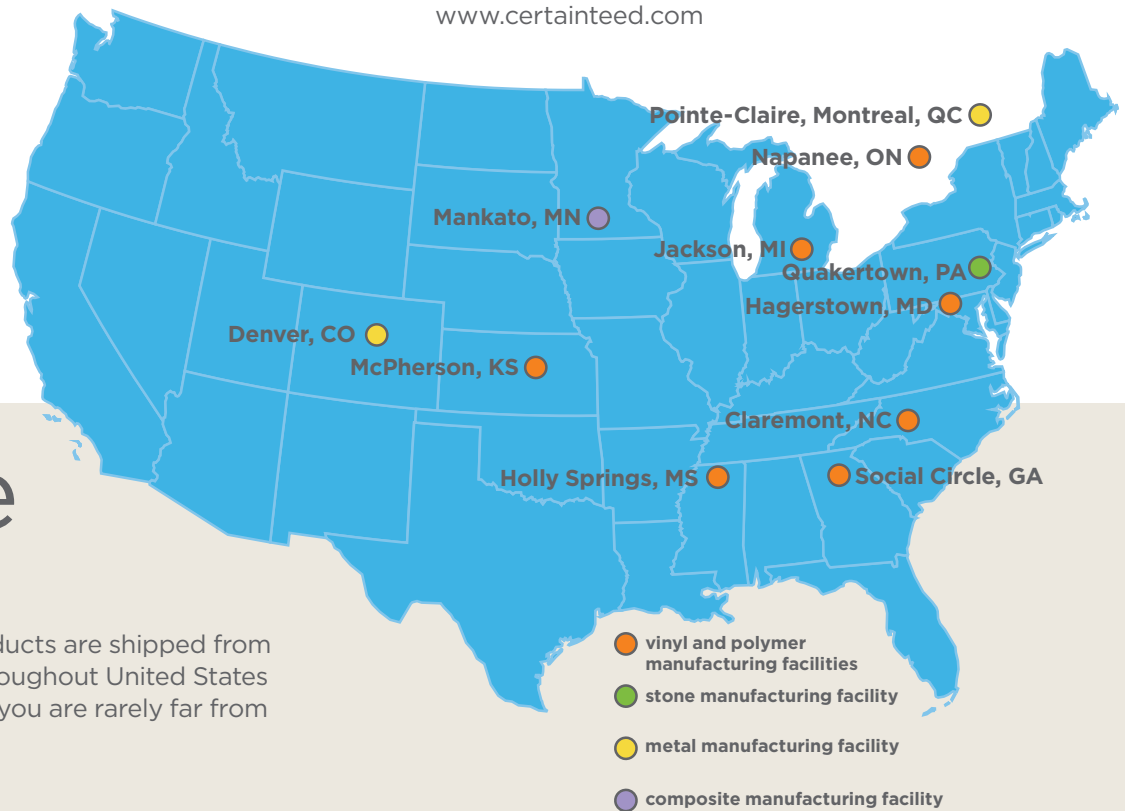 www.certainteed.com
Pointe-Claire, Montreal, QC
Napanee, ON
Mankato, MN
Jackson, MI
Quakertown, PA
Hagerstown, MD
Denver, CO
McPherson, KS
Claremont, NC
Holly Springs, MS
Social Circle, GA
e
ducts are shipped from
oughout United States
you are rarely far from
vinyl and polymer
manufacturing facilities
stone manufacturing facility
metal manufacturing facility
composite manufacturing facility